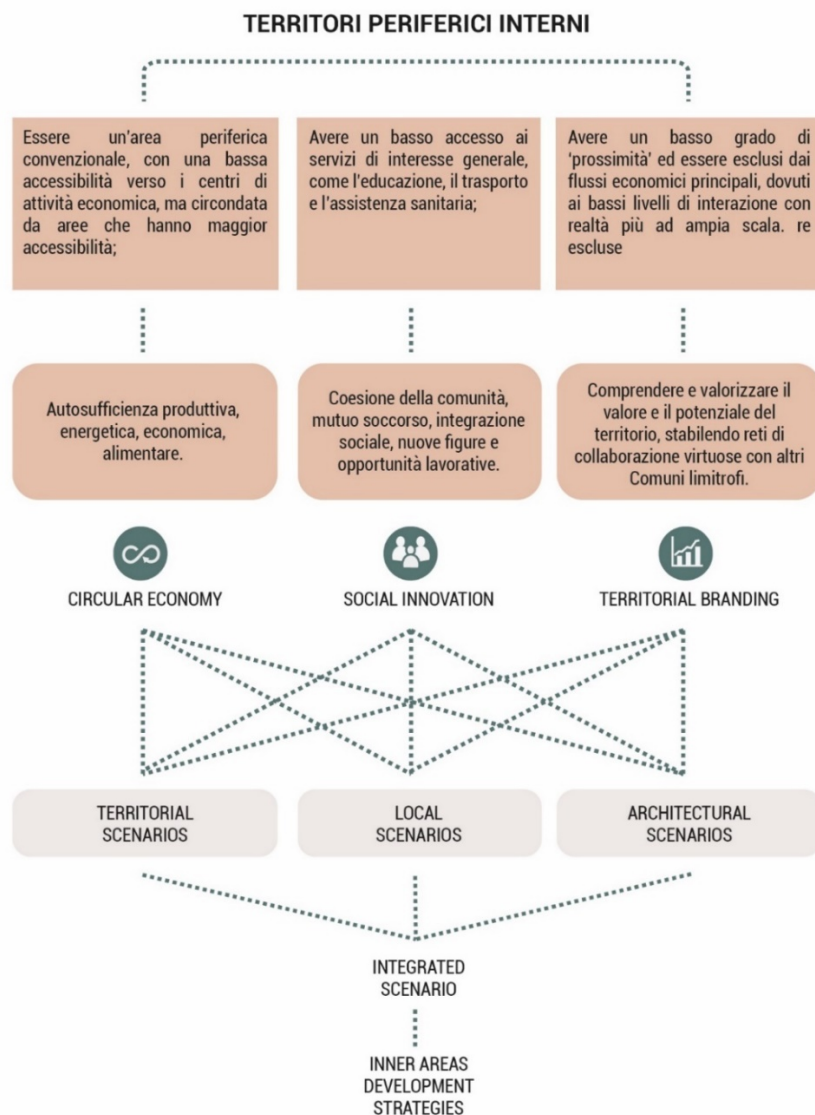 TERRITORI PERIFERICI INTERNI
Essere un'area periferica
convenzionale, con una bassa
accessibilità verso i centri di
attività economica, ma circondata
da aree che hanno maggior
accessibilità;
Avere un basso accesso ai
servizi di interesse generale,
come l'educazione, il trasporto
e l'assistenza sanitaria;
Avere un basso grado di
'prossimità' ed essere esclusi dai
flussi economici principali, dovuti
ai bassi livelli di interazione con
realtà più ad ampia scala. re
escluse
Autosufficienza produttiva,
energetica, economica,
alimentare.
Coesione della comunità,
mutuo soccorso, integrazione
sociale, nuove figure e
opportunità lavorative.
Comprendere e valorizzare il
valore e il potenziale del
territorio, stabilendo reti di
collaborazione virtuose con altri
Comuni limitrofi.
CIRCULAR ECONOMY
SOCIAL INNOVATION
TERRITORIAL BRANDING
TERRITORIAL
SCENARIOS
LOCAL
SCENARIOS
ARCHITECTURAL
SCENARIOS
INTEGRATED
SCENARIO
INNER AREAS
DEVELOPMENT
STRATEGIES